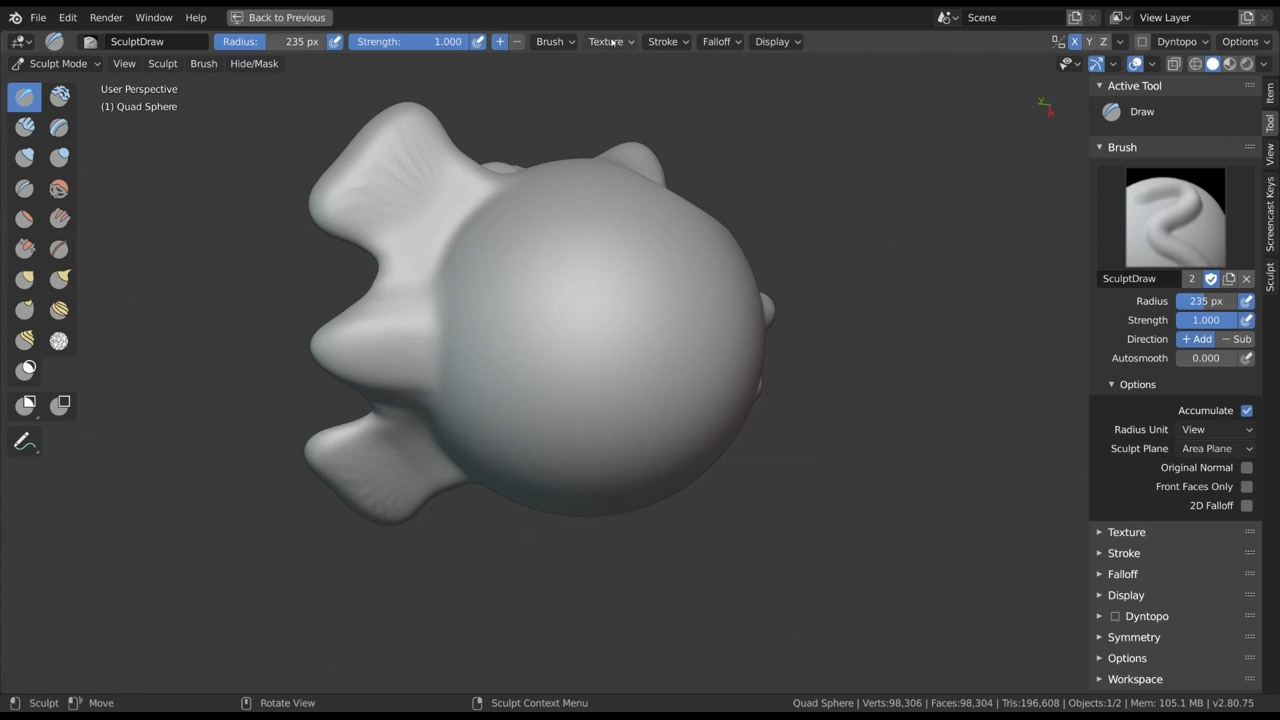 File Edit Render Window Help Back to Previous Scene View Layer
SculptDraw Radius: 235 px Strength: 1.000 Brush Texture Stroke Falloff Display X Y Z Dyntopo Options
Sculpt Mode View Sculpt Brush Hide/Mask
User Perspective
(1) Quad Sphere
Y
Active Tool
Draw
Brush
SculptDraw 2
Radius 235 px
Strength 1.000
Direction + Add − Sub
Autosmooth 0.000
Options
Accumulate
Radius Unit View
Sculpt Plane Area Plane
Original Normal
Front Faces Only
2D Falloff
Texture
Stroke
Falloff
Display
Dyntopo
Symmetry
Options
Workspace
Item
Tool
View
Screencast Keys
Sculpt
Sculpt Move Rotate View Sculpt Context Menu Quad Sphere | Verts:98,306 | Faces:98,304 | Tris:196,608 | Objects:1/2 | Mem: 105.1 MB | v2.80.75